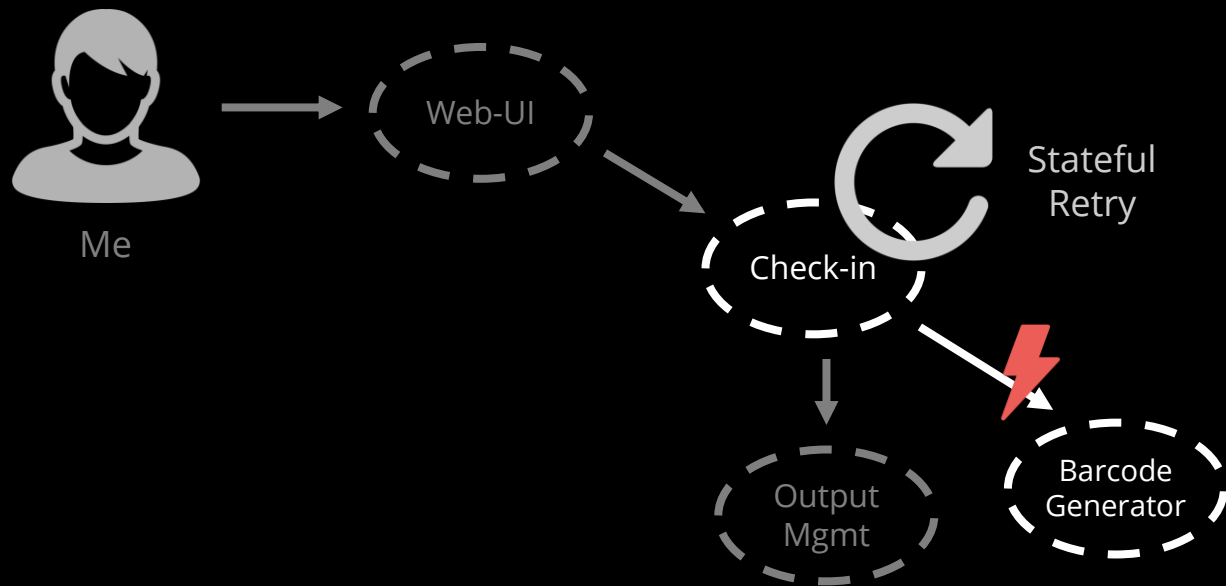 Me
Web-UI
Stateful
Retry
Check-in
Output
Mgmt
Barcode
Generator